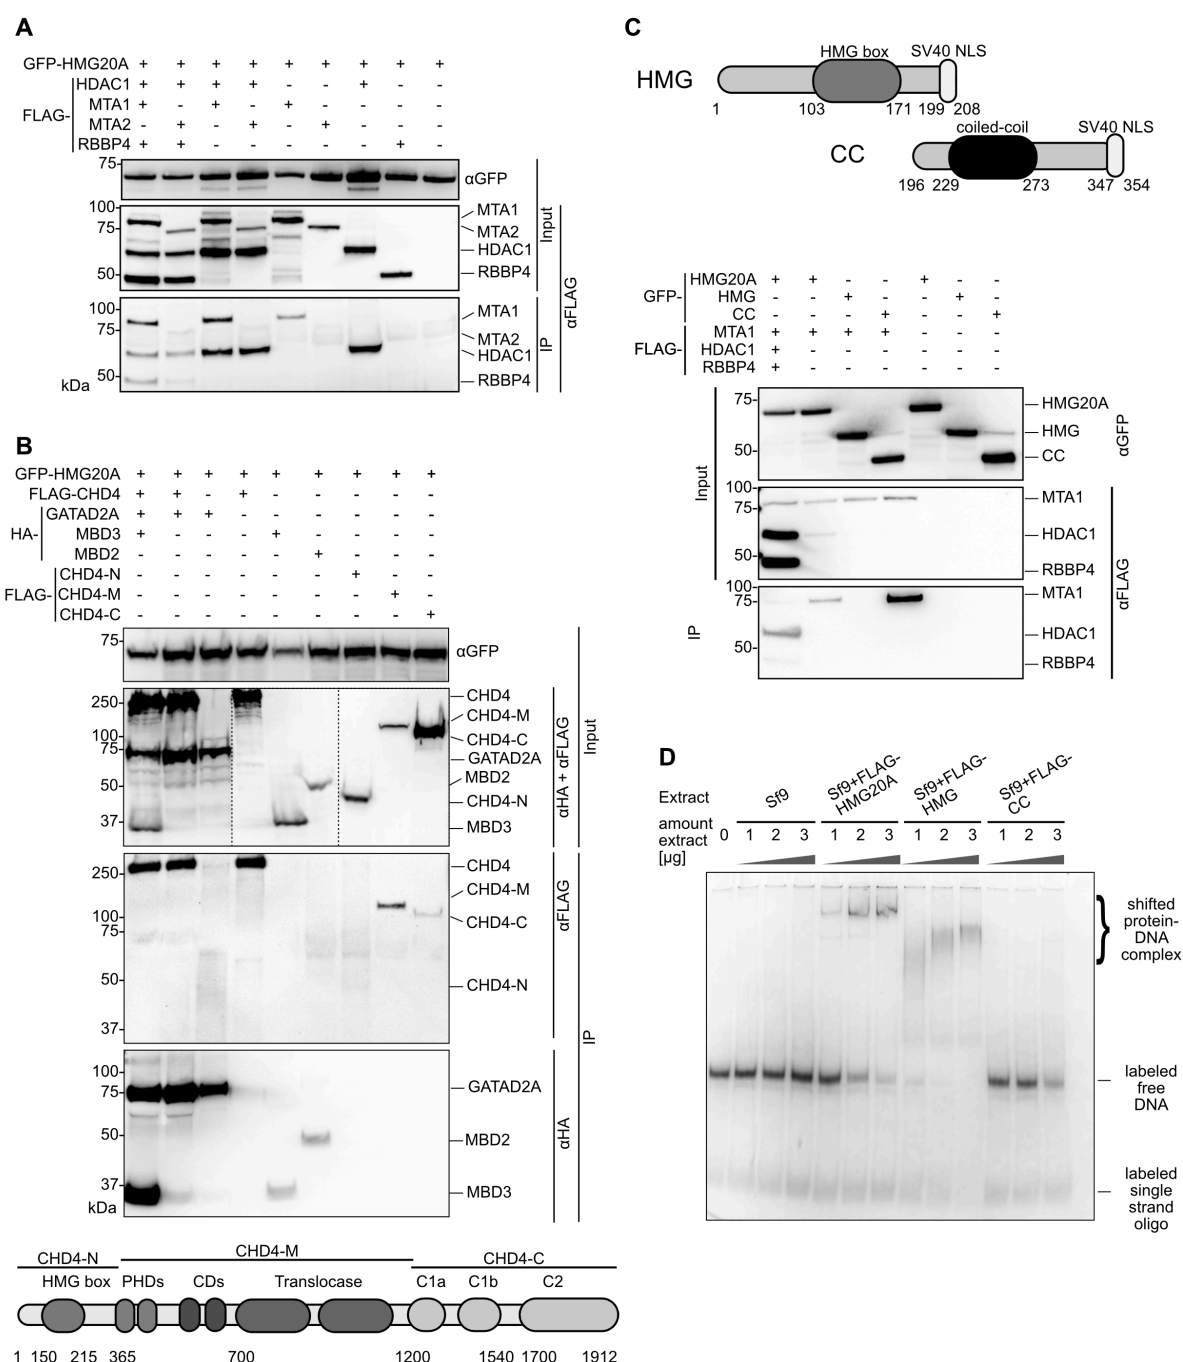 A
GFP-HMG20A + + + + + + + + +
HDAC1 + + + + - - + - -
MTA1 + - + - + - - - -
FLAG-
MTA2 - + - + - + - - -
RBBP4 + + - - - - - + -
75-
αGFP
100-
75-
50-
MTA1
MTA2
HDAC1
RBBP4
Input
100-
75-
50-
kDa
MTA1
MTA2
HDAC1
RBBP4
IP
αFLAG
B
GFP-HMG20A + + + + + + + + +
FLAG-CHD4 + + - + - - - - -
GATAD2A + + + - - - - - -
HA-
MBD3 + - - - + - - - -
MBD2 - - - - - + - - -
CHD4-N - - - - - - + - -
FLAG-
CHD4-M - - - - - - - + -
CHD4-C - - - - - - - - +
75-
αGFP
250-
100-
75-
50-
37-
CHD4
CHD4-M
CHD4-C
GATAD2A
MBD2
CHD4-N
MBD3
αHA + αFLAG
Input
250-
100-
75-
50-
37-
CHD4
CHD4-M
CHD4-C
CHD4-N
αFLAG
100-
75-
50-
37-
kDa
GATAD2A
MBD2
MBD3
αHA
IP
CHD4-N CHD4-M CHD4-C
HMG box PHDs CDs Translocase C1a C1b C2
1 150 215 365 700 1200 1540 1700 1912
C
HMG box SV40 NLS
HMG
1 103 171 199 208
coiled-coil SV40 NLS
CC
196 229 273 347 354
HMG20A + + - - + - -
GFP-
HMG - - + - - + -
CC - - - + - - +
MTA1 + + + + - - -
FLAG-
HDAC1 + - - - - - -
RBBP4 + - - - - - -
75-
50-
HMG20A
HMG
CC
αGFP
100-
75-
50-
MTA1
HDAC1
RBBP4
Input
100-
75-
50-
MTA1
HDAC1
RBBP4
IP
αFLAG
D
Extract
Sf9
Sf9+FLAG-
HMG20A
Sf9+FLAG-
HMG
Sf9+FLAG-
CC
amount
extract
[µg]
0 1 2 3 1 2 3 1 2 3 1 2 3
shifted
protein-
DNA
complex
labeled
free
DNA
labeled
single
strand
oligo